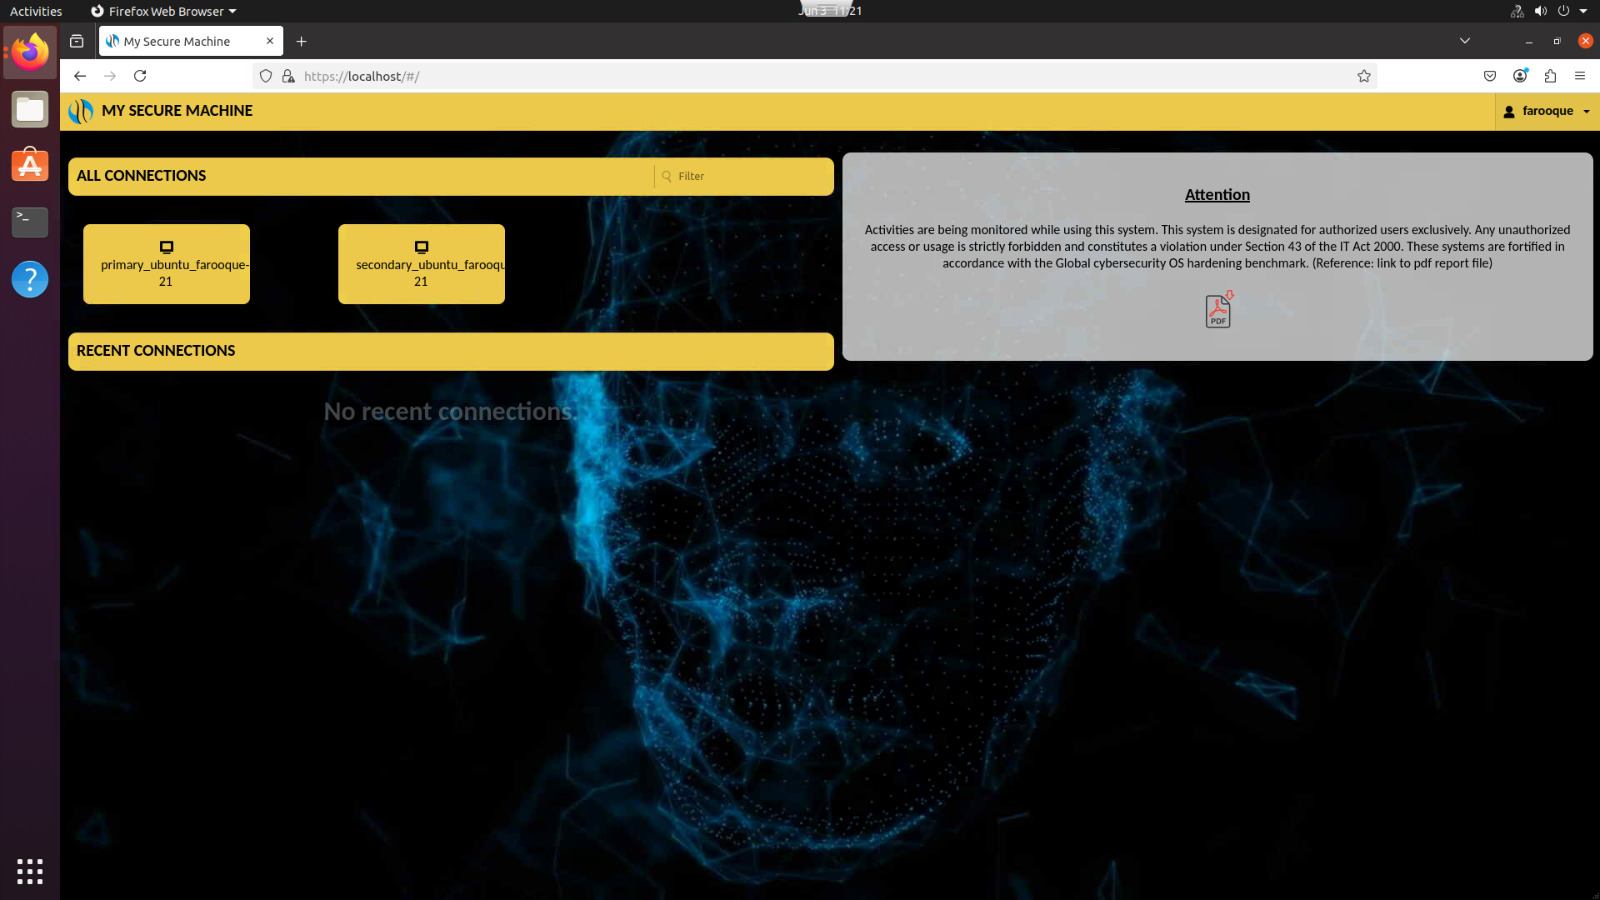 Activities
Firefox Web Browser
My Secure Machine
https://localhost/#/
MY SECURE MACHINE
farooque
ALL CONNECTIONS
Filter
primary_ubuntu_farooque-
21
secondary_ubuntu_farooqu
21
RECENT CONNECTIONS
No recent connections.
Attention
Activities are being monitored while using this system. This system is designated for authorized users exclusively. Any unauthorized
access or usage is strictly forbidden and constitutes a violation under Section 43 of the IT Act 2000. These systems are fortified in
accordance with the Global cybersecurity OS hardening benchmark. (Reference: link to pdf report file)
PDF